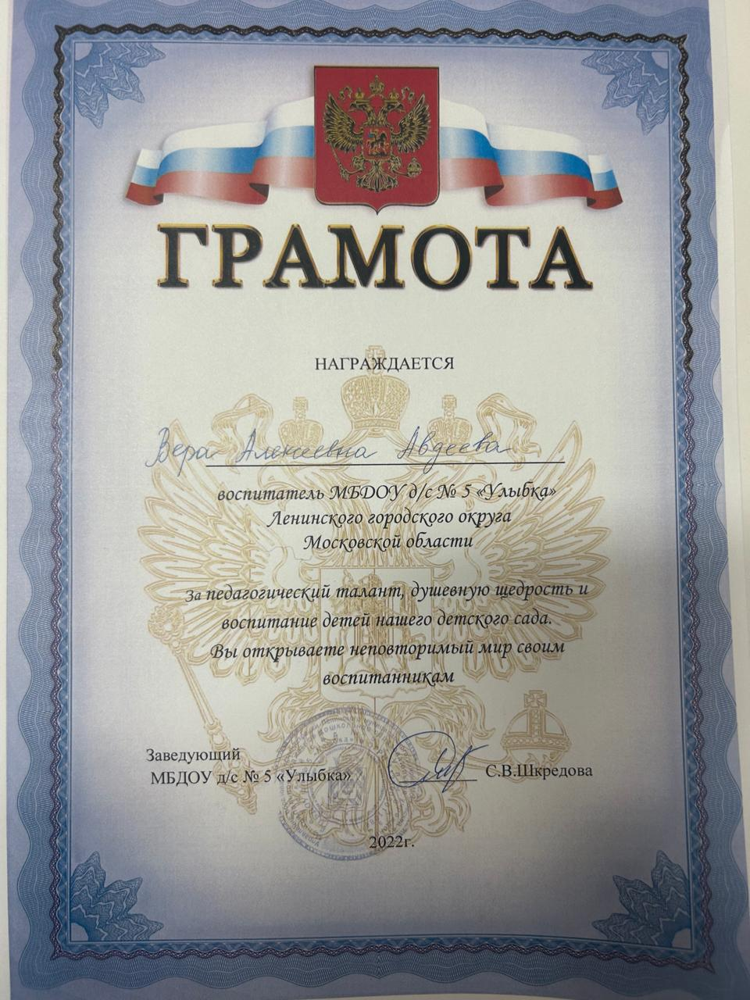 ГРАМОТА
НАГРАЖДАЕТСЯ
Вера Алексеевна Авдеева
воспитатель МБДОУ д/с № 5 «Улыбка»
Ленинского городского округа
Московской области
За педагогический талант, душевную щедрость и
воспитание детей нашего детского сада.
Вы открываете неповторимый мир своим
воспитанникам
Заведующий
МБДОУ д/с № 5 «Улыбка» С.В.Шкредова
2022г.